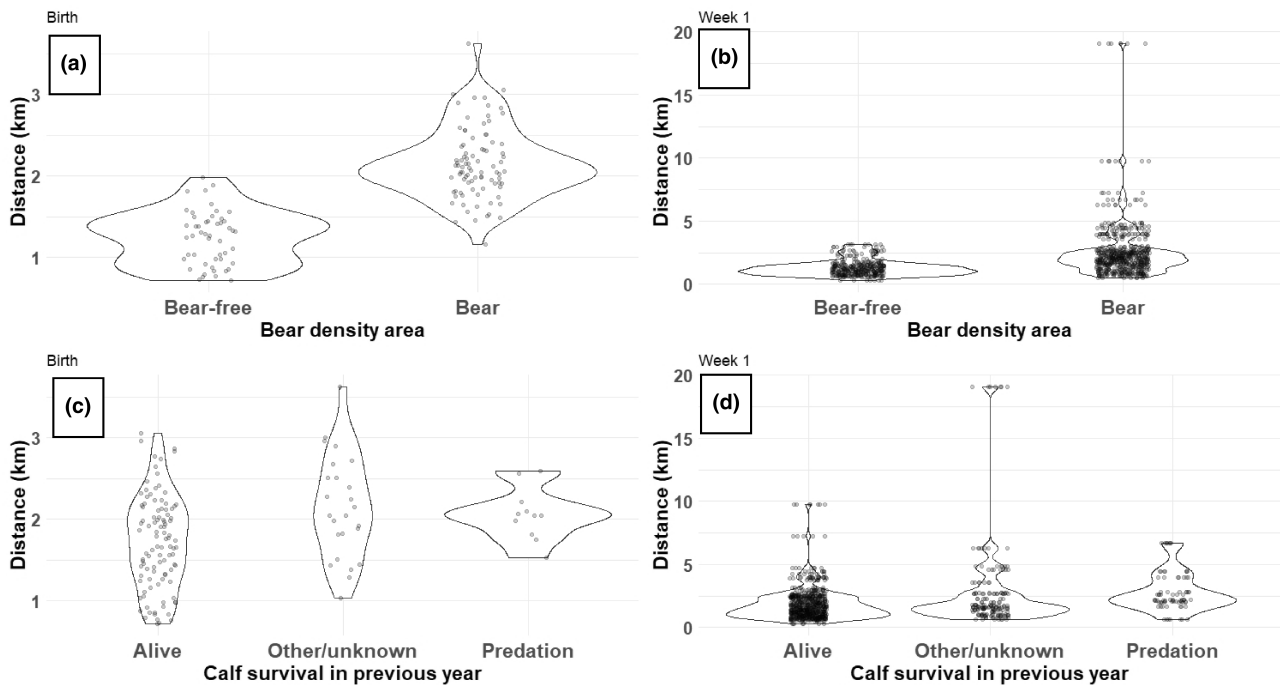 Birth
(a)
Distance (km)
3
2
1
Bear-free Bear
Bear density area
Week 1
(b)
Distance (km)
20
15
10
5
0
Bear-free Bear
Bear density area
Birth
(c)
Distance (km)
3
2
1
Alive Other/unknown Predation
Calf survival in previous year
Week 1
(d)
Distance (km)
20
15
10
5
0
Alive Other/unknown Predation
Calf survival in previous year